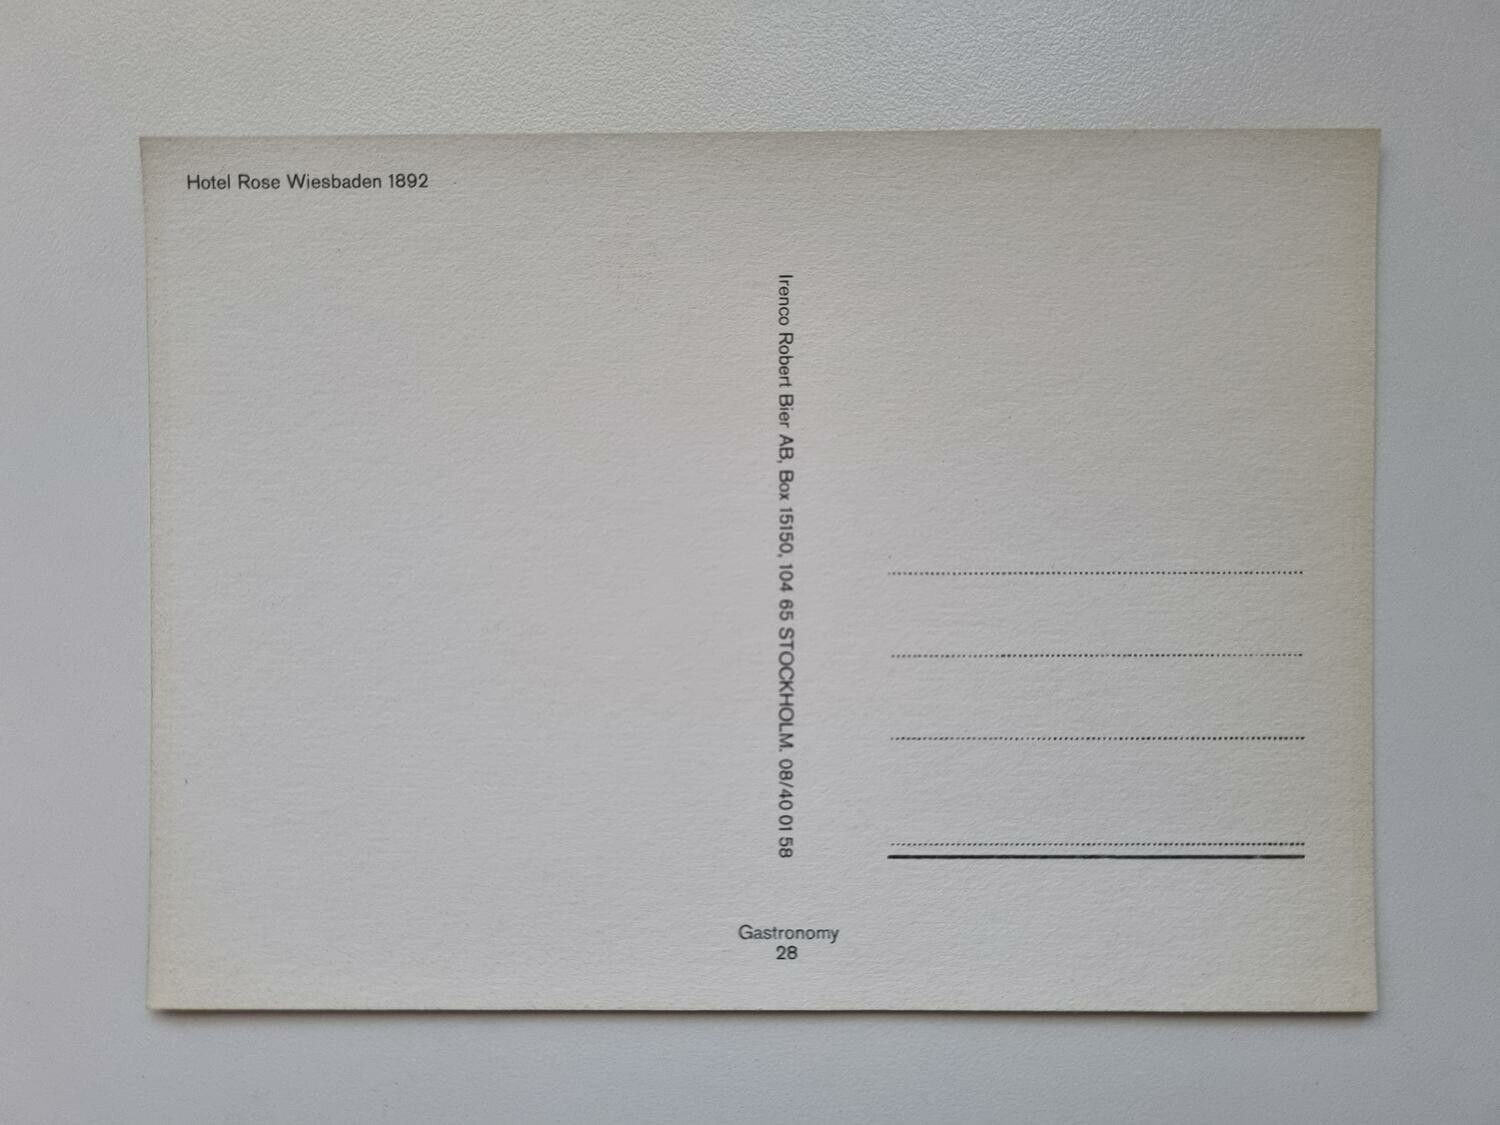 Hotel Rose Wiesbaden 1892
Irenco Robert Bier AB, Box 15150, 104 65 STOCKHOLM. 08/40 01 58
Gastronomy
28